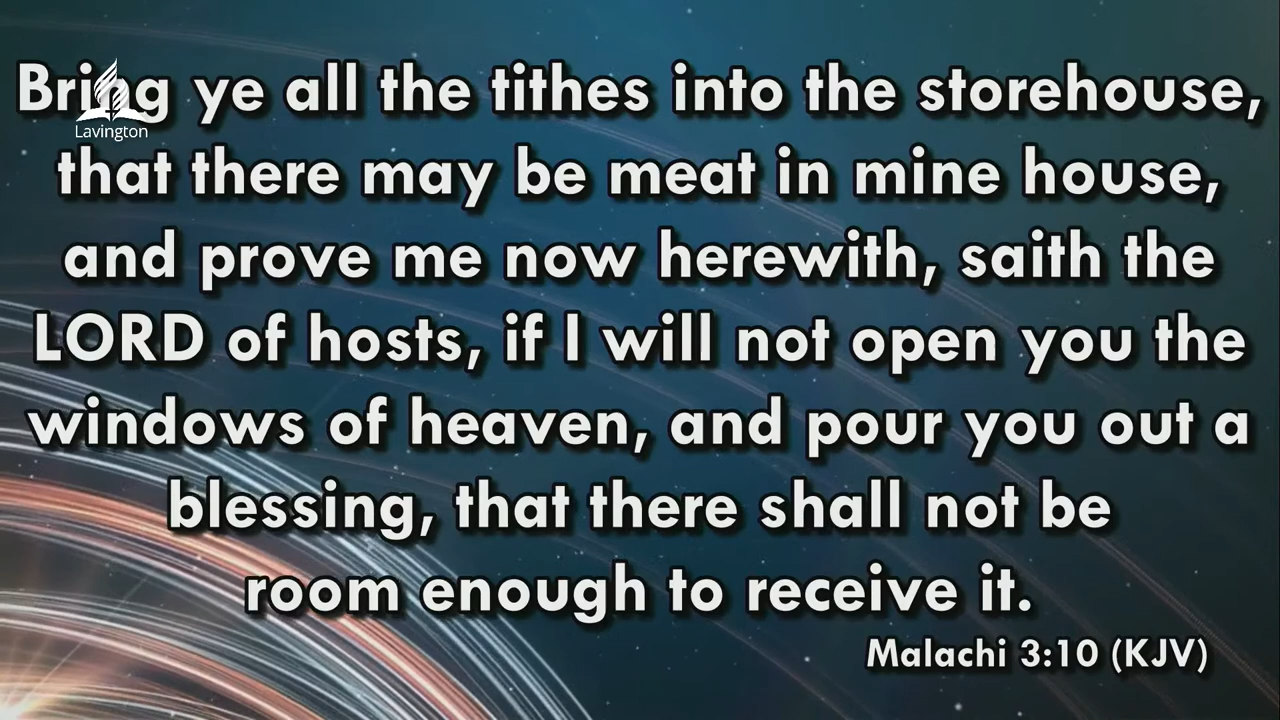 Bring ye all the tithes into the storehouse,
Lavington
that there may be meat in mine house,
and prove me now herewith, saith the
LORD of hosts, if I will not open you the
windows of heaven, and pour you out a
blessing, that there shall not be
room enough to receive it.
Malachi 3:10 (KJV)